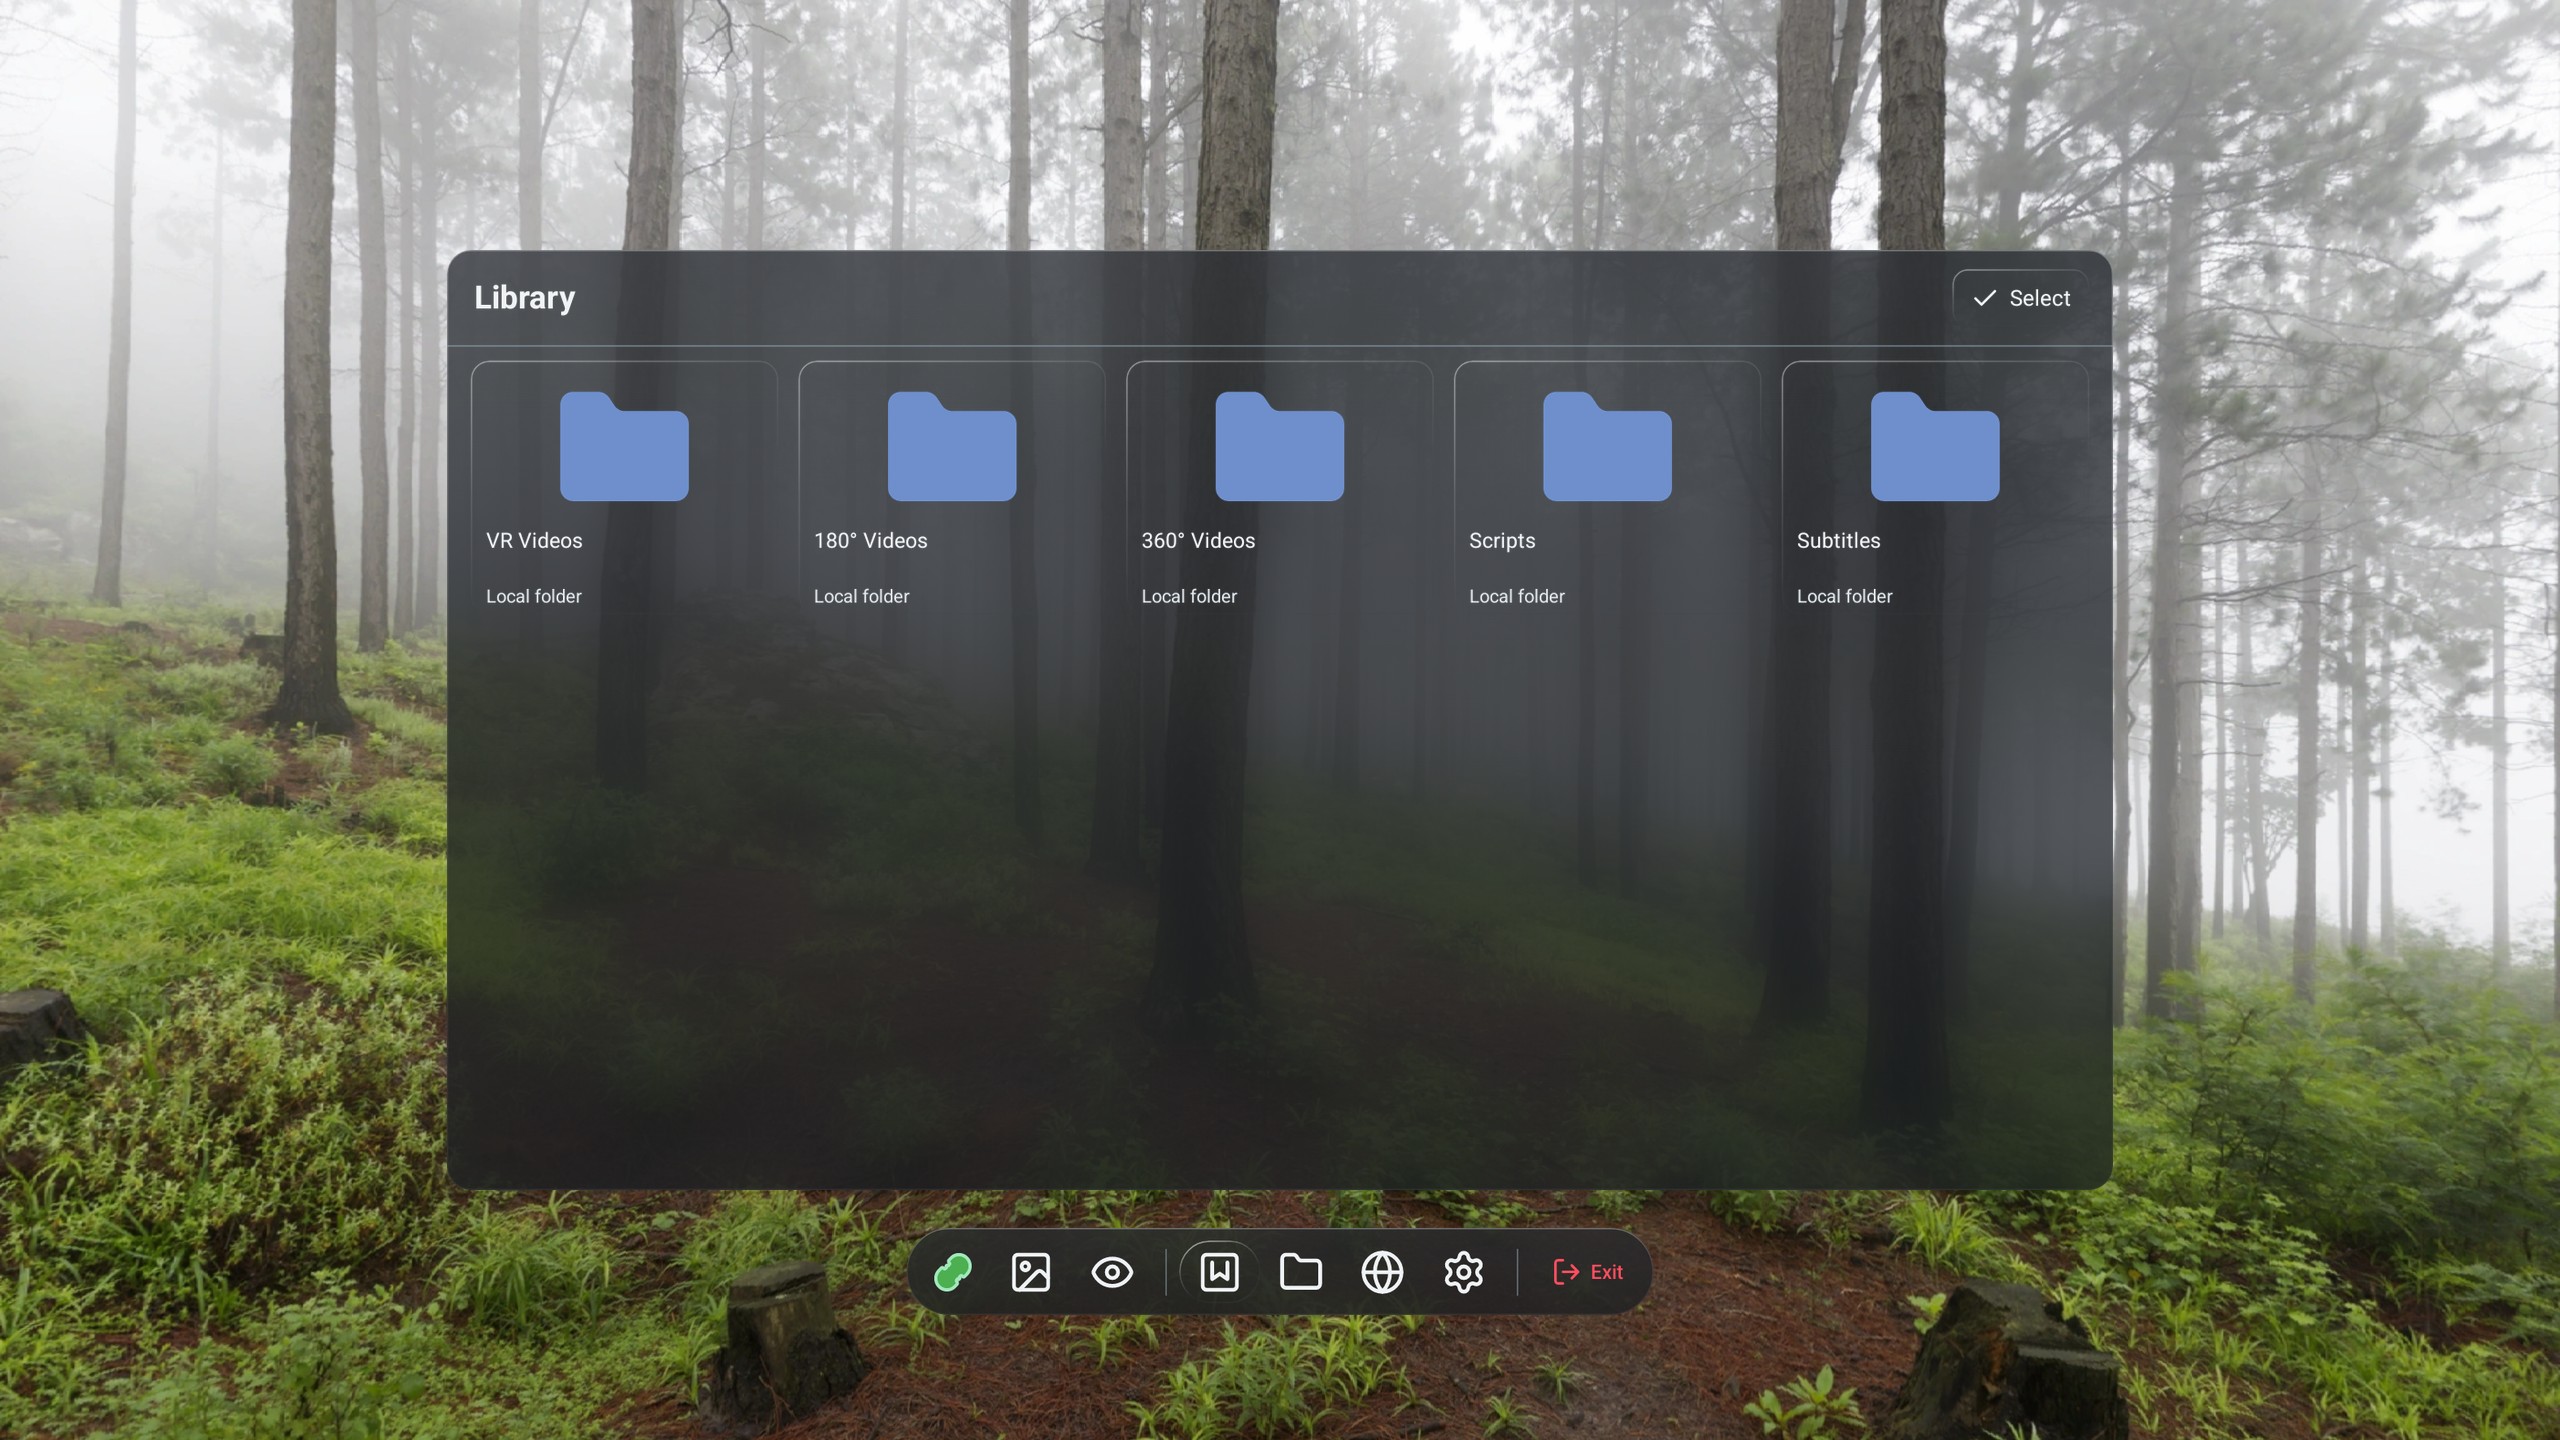 Library
Select
VR Videos
Local folder
180° Videos
Local folder
360° Videos
Local folder
Scripts
Local folder
Subtitles
Local folder
Exit